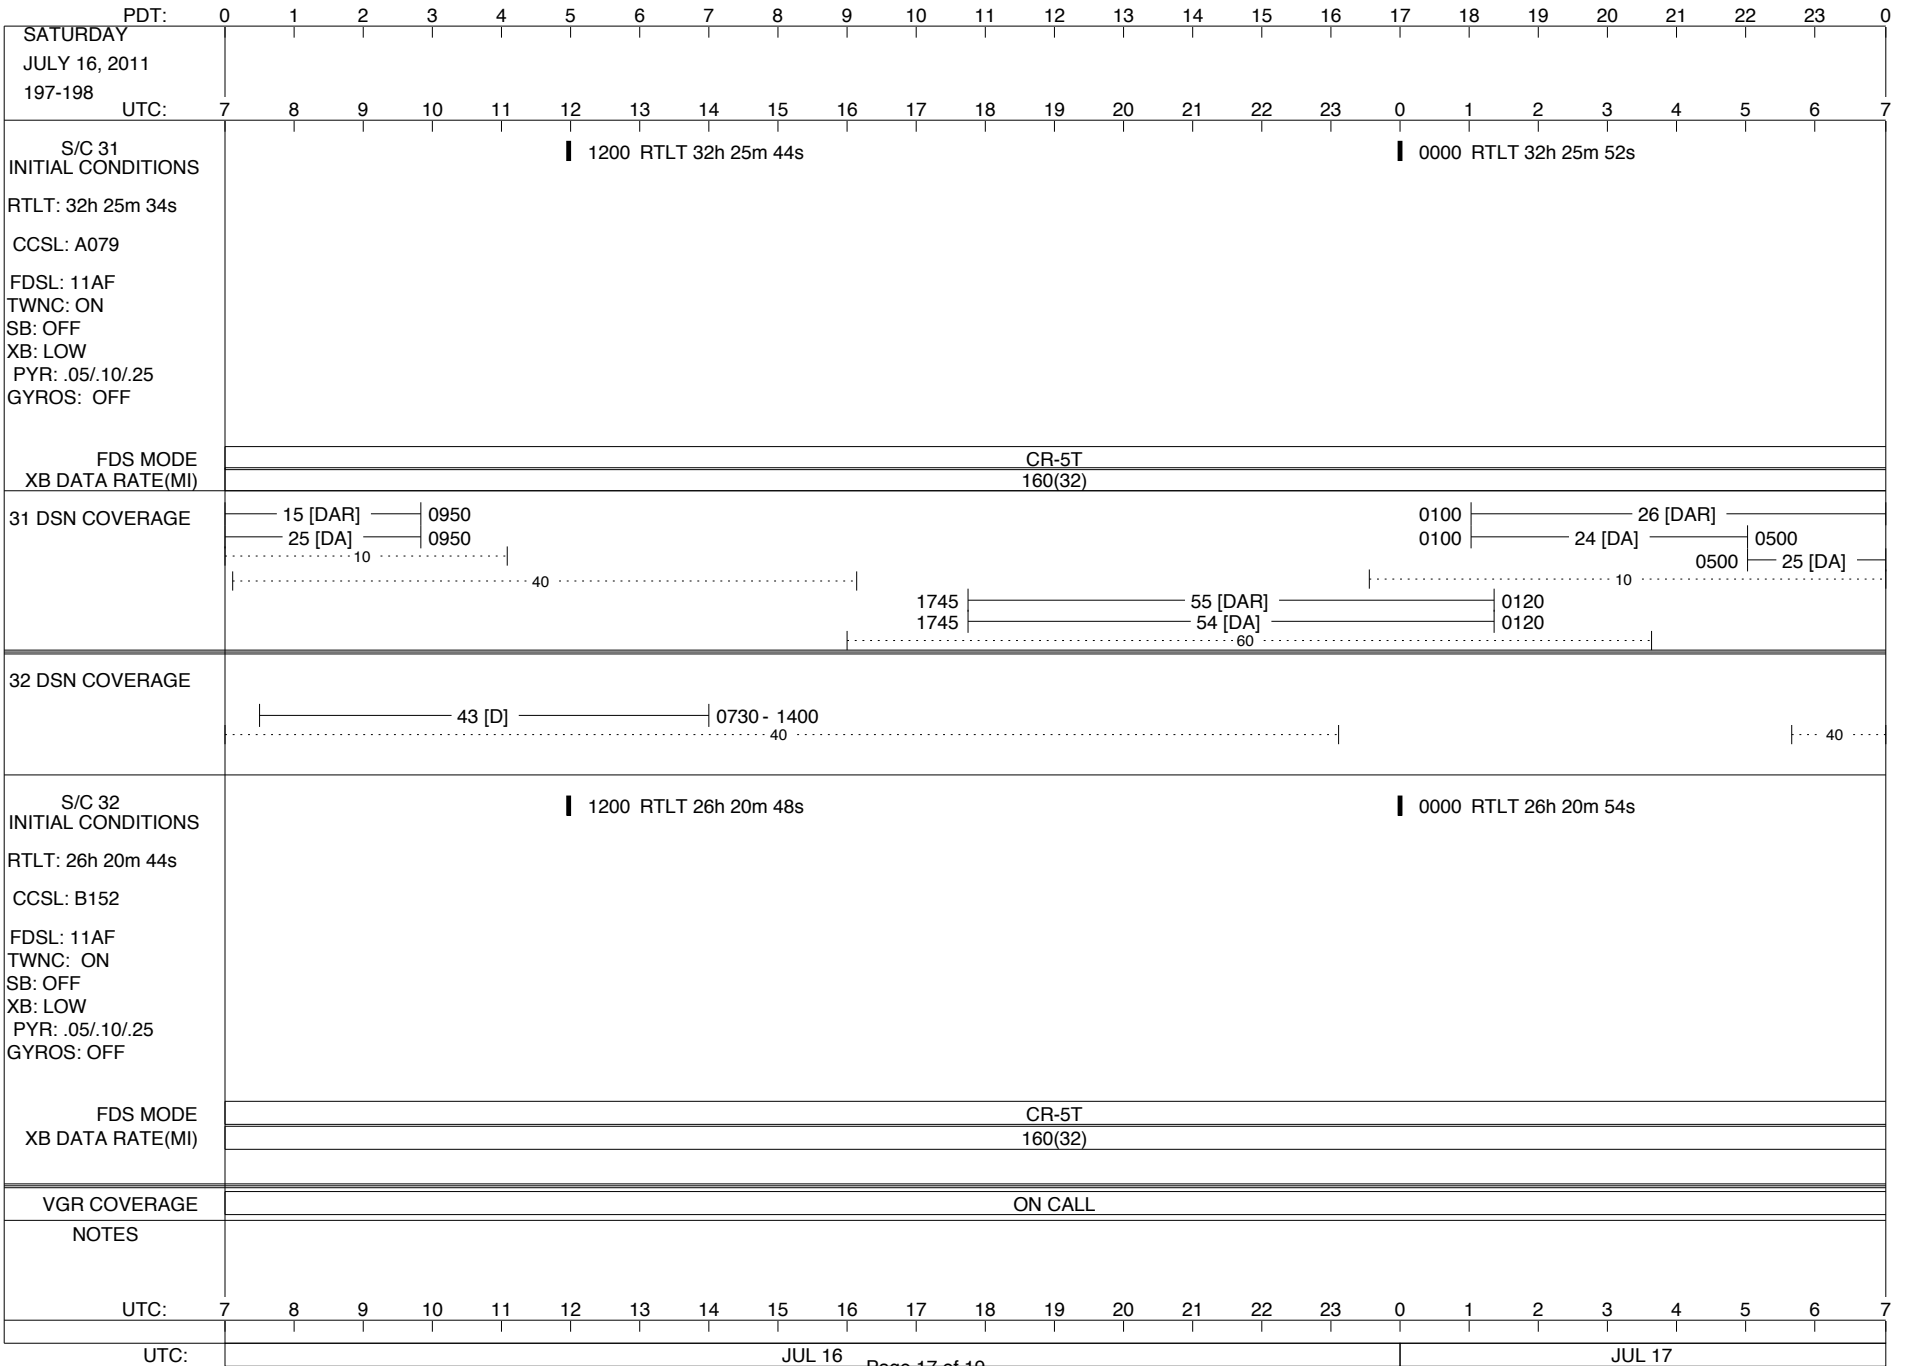 PDT: 0 1 2 3 4 5 6 7 8 9 10 11 12 13 14 15 16 17 18 19 20 21 22 23 0
SATURDAY
JULY 16, 2011
197-198
UTC: 7 8 9 10 11 12 13 14 15 16 17 18 19 20 21 22 23 0 1 2 3 4 5 6 7
S/C 31
INITIAL CONDITIONS
1200 RTLT 32h 25m 44s
0000 RTLT 32h 25m 52s
RTLT: 32h 25m 34s
CCSL: A079
FDSL: 11AF
TWNC: ON
SB: OFF
XB: LOW
PYR: .05/.10/.25
GYROS: OFF
FDS MODE CR-5T
XB DATA RATE(MI) 160(32)
31 DSN COVERAGE
15 [DAR] 0950 0100 26 [DAR]
25 [DA] 0950 0100 24 [DA] 0500
10 0500 25 [DA]
40 10
1745 55 [DAR] 0120
1745 54 [DA] 0120
60
32 DSN COVERAGE
43 [D] 0730 - 1400
40 40
S/C 32
INITIAL CONDITIONS
1200 RTLT 26h 20m 48s
0000 RTLT 26h 20m 54s
RTLT: 26h 20m 44s
CCSL: B152
FDSL: 11AF
TWNC: ON
SB: OFF
XB: LOW
PYR: .05/.10/.25
GYROS: OFF
FDS MODE CR-5T
XB DATA RATE(MI) 160(32)
VGR COVERAGE ON CALL
NOTES
UTC: 7 8 9 10 11 12 13 14 15 16 17 18 19 20 21 22 23 0 1 2 3 4 5 6 7
UTC: JUL 16 JUL 17
Page 17 of 19